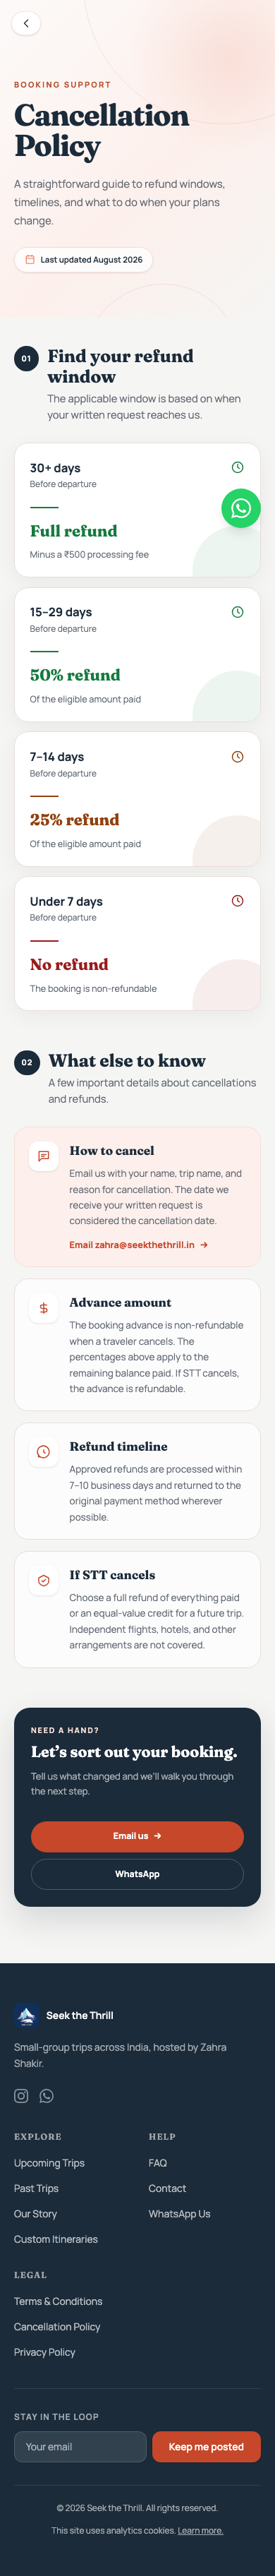 BOOKING SUPPORT
Cancellation
Policy
A straightforward guide to refund windows,
timelines, and what to do when your plans
change.
Last updated August 2026
01
Find your refund
window
The applicable window is based on when
your written request reaches us.
30+ days
Before departure
Full refund
Minus a ₹500 processing fee
15–29 days
Before departure
50% refund
Of the eligible amount paid
7–14 days
Before departure
25% refund
Of the eligible amount paid
Under 7 days
Before departure
No refund
The booking is non-refundable
02
What else to know
A few important details about cancellations
and refunds.
How to cancel
Email us with your name, trip name, and
reason for cancellation. The date we
receive your written request is
considered the cancellation date.
Email zahra@seekthethrill.in →
Advance amount
The booking advance is non-refundable
when a traveler cancels. The
percentages above apply to the
remaining balance paid. If STT cancels,
the advance is refundable.
Refund timeline
Approved refunds are processed within
7–10 business days and returned to the
original payment method wherever
possible.
If STT cancels
Choose a full refund of everything paid
or an equal-value credit for a future trip.
Independent flights, hotels, and other
arrangements are not covered.
NEED A HAND?
Let’s sort out your booking.
Tell us what changed and we’ll walk you through
the next step.
Email us →
WhatsApp
Seek the Thrill
Small-group trips across India, hosted by Zahra
Shakir.
EXPLORE
Upcoming Trips
Past Trips
Our Story
Custom Itineraries
HELP
FAQ
Contact
WhatsApp Us
LEGAL
Terms & Conditions
Cancellation Policy
Privacy Policy
STAY IN THE LOOP
Your email
Keep me posted
© 2026 Seek the Thrill. All rights reserved.
This site uses analytics cookies. Learn more.